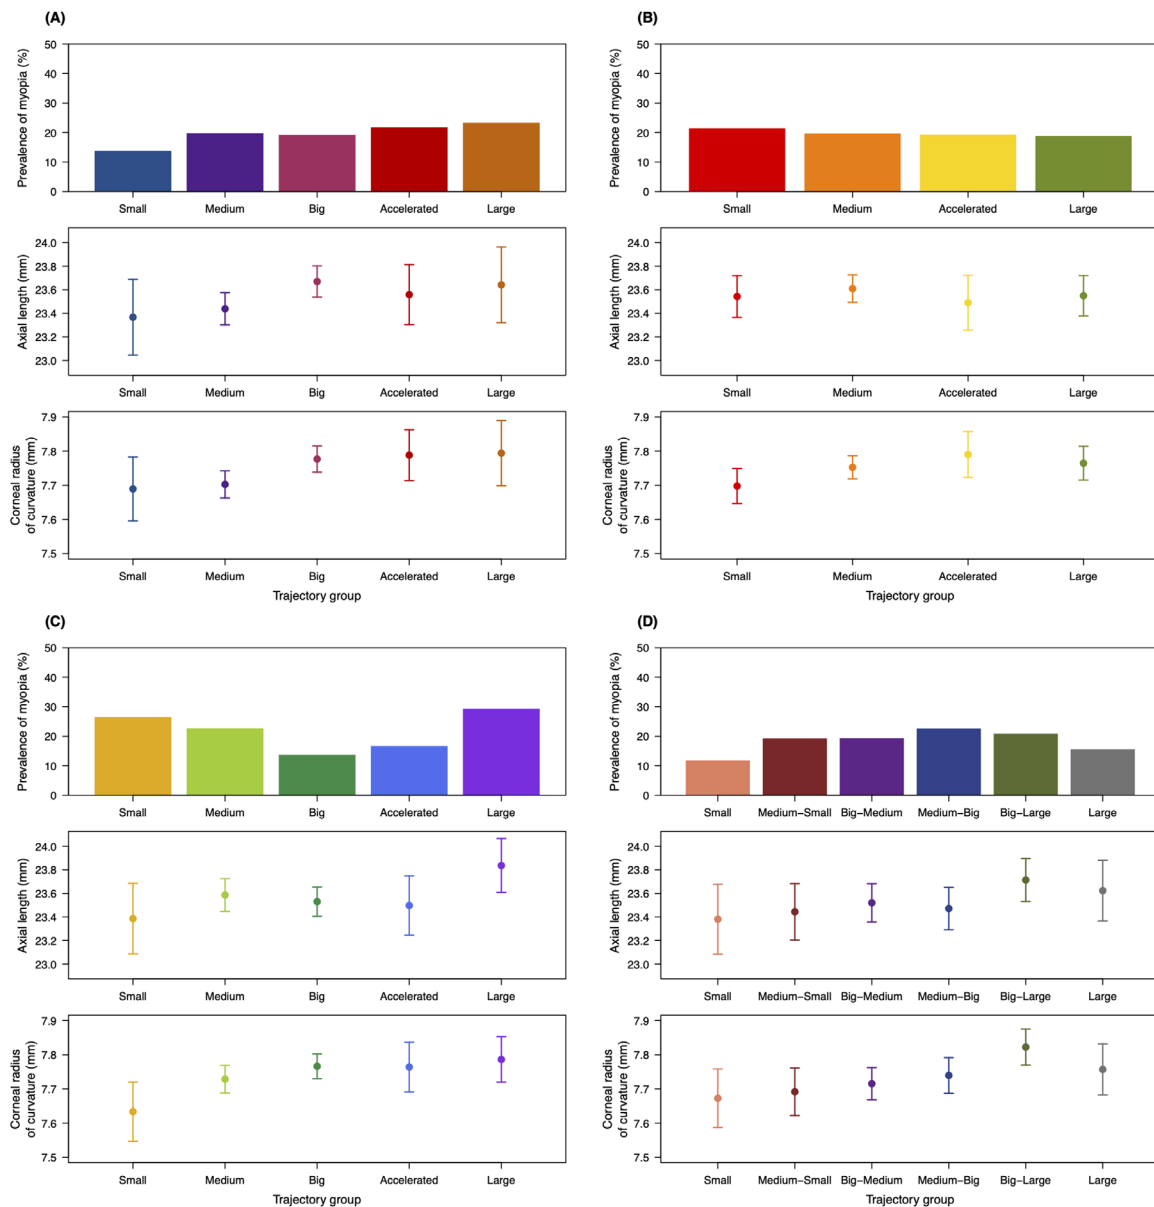 (A)
Prevalence of myopia (%)
50
40
30
20
10
0
Small Medium Big Accelerated Large
Axial length (mm)
24.0
23.8
23.6
23.4
23.2
23.0
Small Medium Big Accelerated Large
Corneal radius
of curvature (mm)
7.9
7.8
7.7
7.6
7.5
Small Medium Big Accelerated Large
Trajectory group
(B)
Prevalence of myopia (%)
50
40
30
20
10
0
Small Medium Accelerated Large
Axial length (mm)
24.0
23.8
23.6
23.4
23.2
23.0
Small Medium Accelerated Large
Corneal radius
of curvature (mm)
7.9
7.8
7.7
7.6
7.5
Small Medium Accelerated Large
Trajectory group
(C)
Prevalence of myopia (%)
50
40
30
20
10
0
Small Medium Big Accelerated Large
Axial length (mm)
24.0
23.8
23.6
23.4
23.2
23.0
Small Medium Big Accelerated Large
Corneal radius
of curvature (mm)
7.9
7.8
7.7
7.6
7.5
Small Medium Big Accelerated Large
Trajectory group
(D)
Prevalence of myopia (%)
50
40
30
20
10
0
Small Medium−Small Big−Medium Medium−Big Big−Large Large
Axial length (mm)
24.0
23.8
23.6
23.4
23.2
23.0
Small Medium−Small Big−Medium Medium−Big Big−Large Large
Corneal radius
of curvature (mm)
7.9
7.8
7.7
7.6
7.5
Small Medium−Small Big−Medium Medium−Big Big−Large Large
Trajectory group